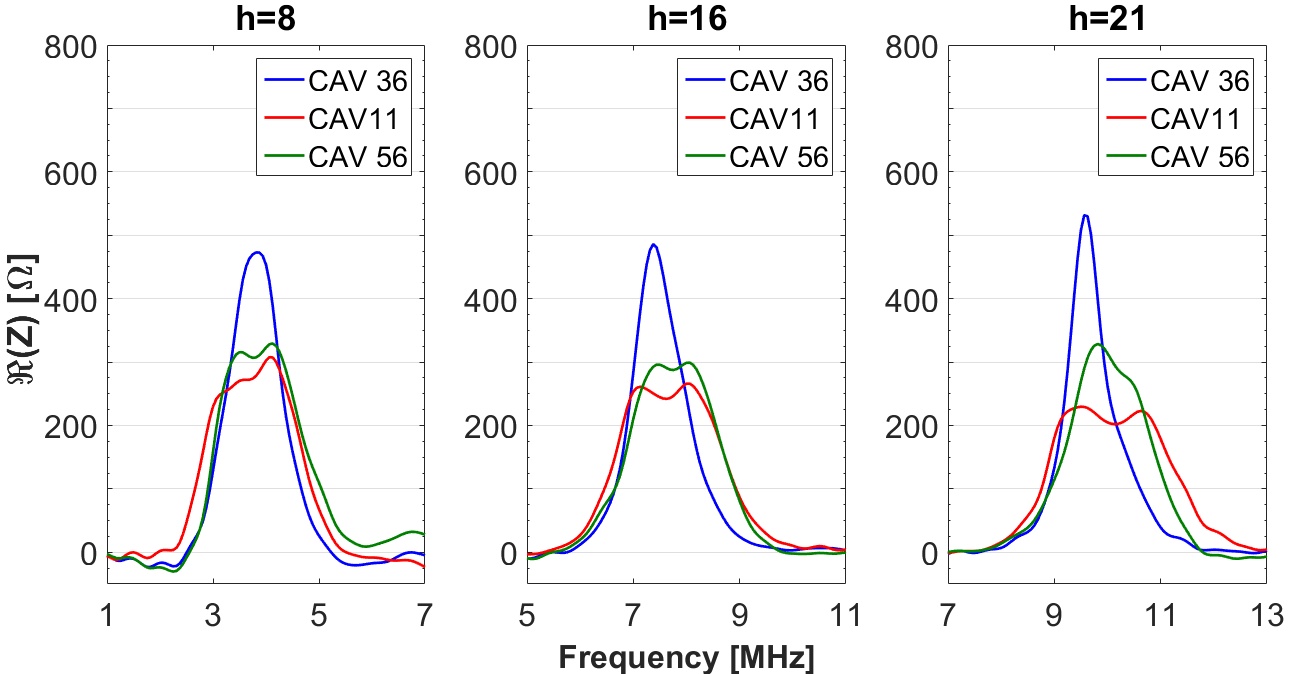 h=8
h=16
h=21
ℜ(Z) [Ω]
800
600
400
200
0
1 3 5 7
CAV 36
CAV11
CAV 56
800
600
400
200
0
5 7 9 11
CAV 36
CAV11
CAV 56
800
600
400
200
0
7 9 11 13
CAV 36
CAV11
CAV 56
Frequency [MHz]